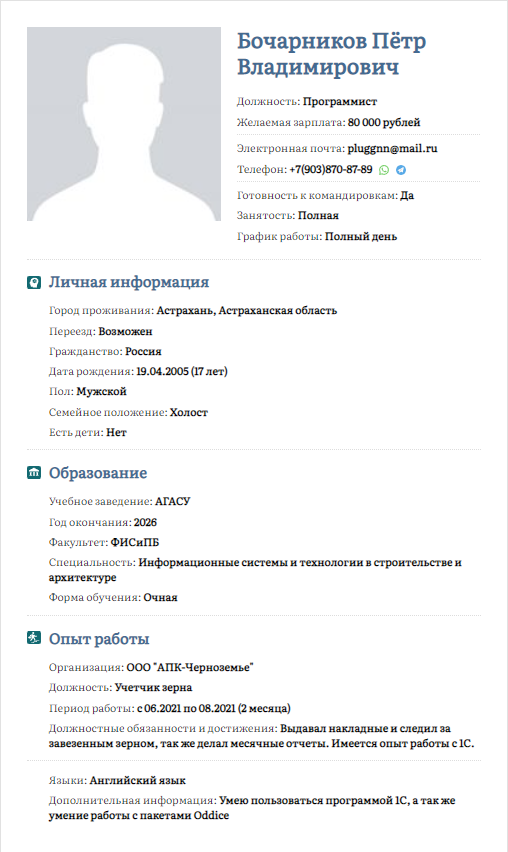 Бочарников Пётр
Владимирович
Должность: Программист
Желаемая зарплата: 80 000 рублей
Электронная почта: pluggnn@mail.ru
Телефон: +7(903)870-87-89
Готовность к командировкам: Да
Занятость: Полная
График работы: Полный день
Личная информация
Город проживания: Астрахань, Астраханская область
Переезд: Возможен
Гражданство: Россия
Дата рождения: 19.04.2005 (17 лет)
Пол: Мужской
Семейное положение: Холост
Есть дети: Нет
Образование
Учебное заведение: АГАСУ
Год окончания: 2026
Факультет: ФИСиПБ
Специальность: Информационные системы и технологии в строительстве и
архитектуре
Форма обучения: Очная
Опыт работы
Организация: ООО "АПК-Черноземье"
Должность: Учетчик зерна
Период работы: с 06.2021 по 08.2021 (2 месяца)
Должностные обязанности и достижения: Выдавал накладные и следил за
завезенным зерном, так же делал месячные отчеты. Имеется опыт работы с 1С.
Языки: Английский язык
Дополнительная информация: Умею пользоваться программой 1С, а так же
умение работы с пакетами Oddice